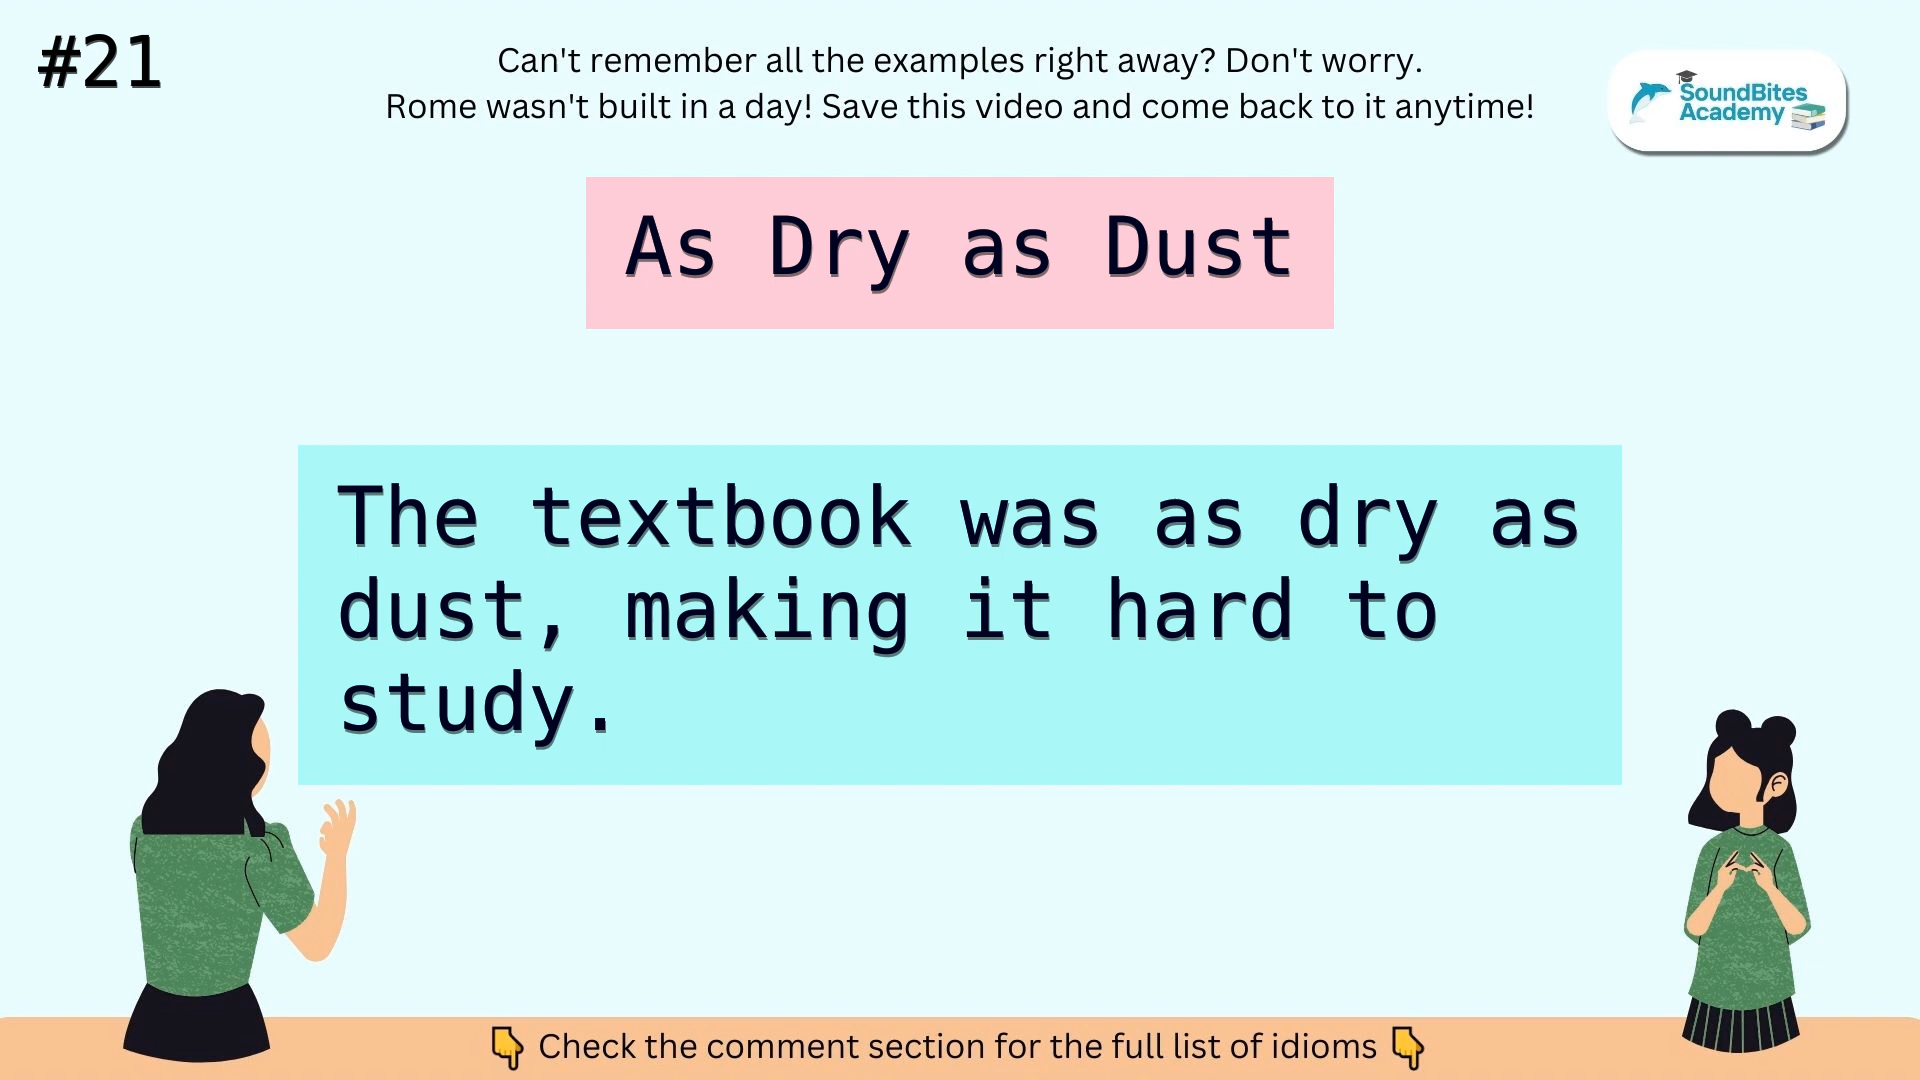 #21
Can't remember all the examples right away? Don't worry.
Rome wasn't built in a day! Save this video and come back to it anytime!
SoundBites
Academy
As Dry as Dust
The textbook was as dry as
dust, making it hard to
study.
👇 Check the comment section for the full list of idioms 👇